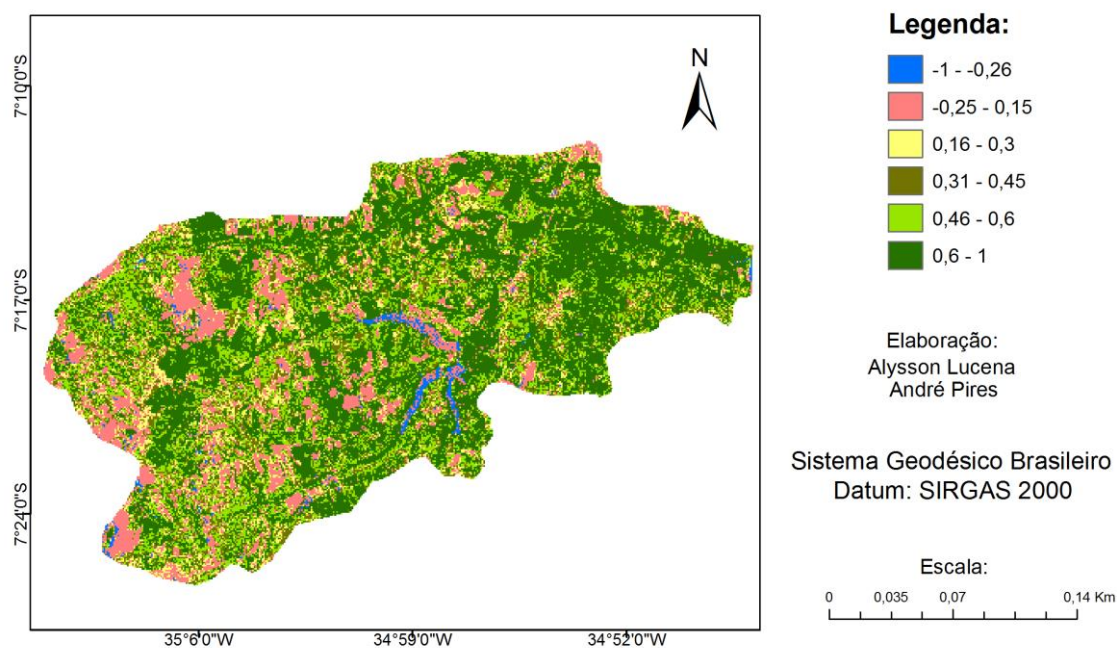 7°10'0"S
7°17'0"S
7°24'0"S
35°6'0"W
34°59'0"W
34°52'0"W
N
Legenda:
-1 - -0,26
-0,25 - 0,15
0,16 - 0,3
0,31 - 0,45
0,46 - 0,6
0,6 - 1
Elaboração:
Alysson Lucena
André Pires
Sistema Geodésico Brasileiro
Datum: SIRGAS 2000
Escala:
0 0,035 0,07 0,14 Km